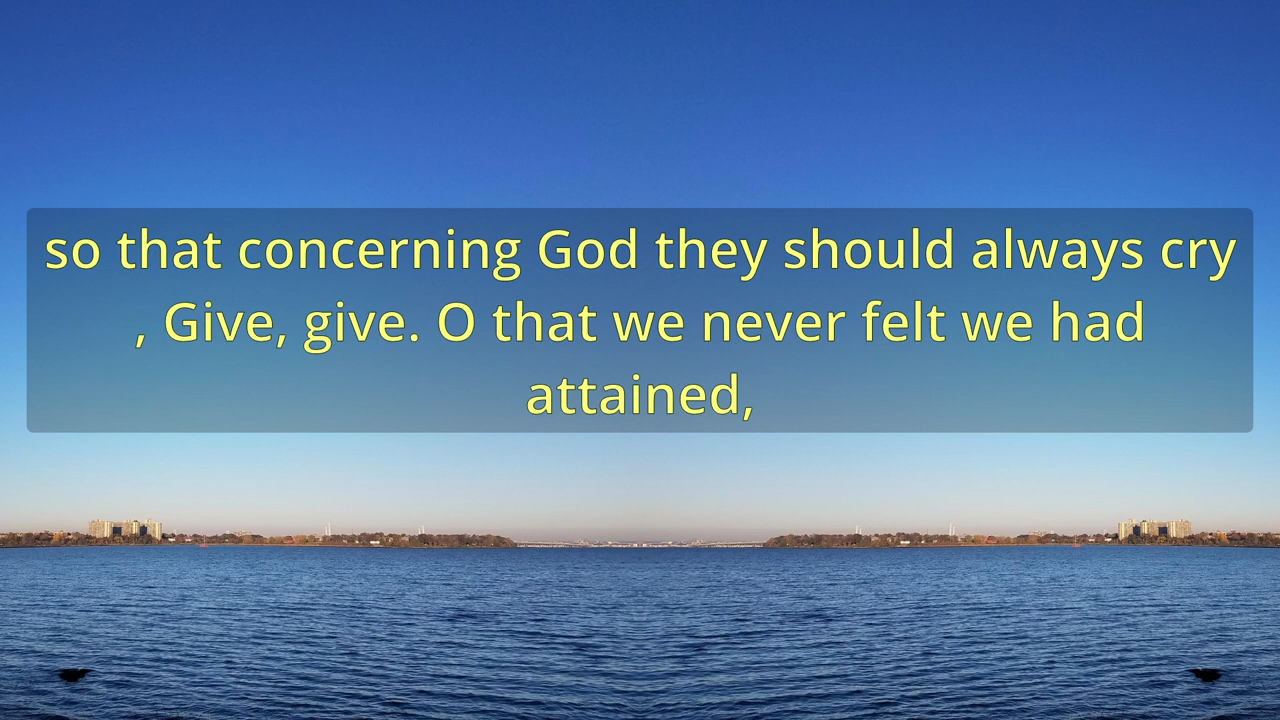 so that concerning God they should always cry
, Give, give. O that we never felt we had
attained,